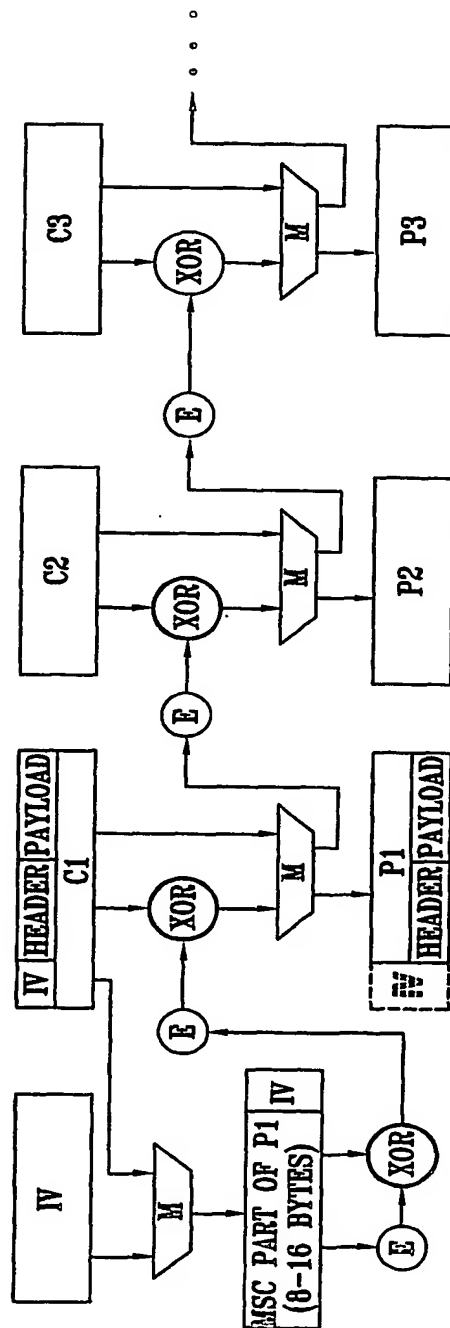 IV
IV HEADER PAYLOAD
C1
C2
C3
M
E
XOR
E
XOR
E
XOR
M
M
M
MSC PART OF P1
(8-16 BYTES)
IV
E
XOR
IV
P1
HEADER PAYLOAD
P2
P3